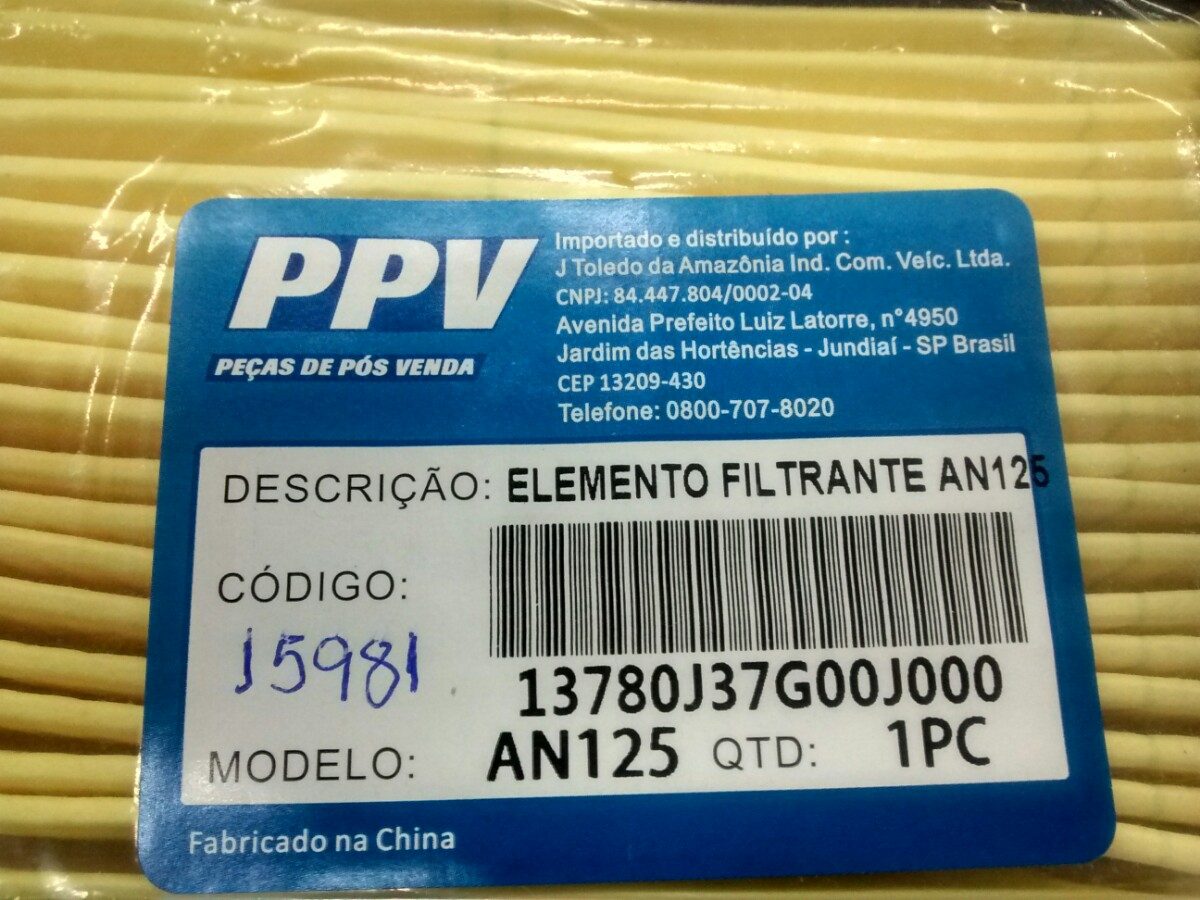 PPV
PEÇAS DE PÓS VENDA
Importado e distribuído por :
J Toledo da Amazônia Ind. Com. Veíc. Ltda.
CNPJ: 84.447.804/0002-04
Avenida Prefeito Luiz Latorre, n°4950
Jardim das Hortências - Jundiaí - SP Brasil
CEP 13209-430
Telefone: 0800-707-8020
DESCRIÇÃO: ELEMENTO FILTRANTE AN125
CÓDIGO:
15981
13780J37G00J000
MODELO: AN125 QTD: 1PC
Fabricado na China